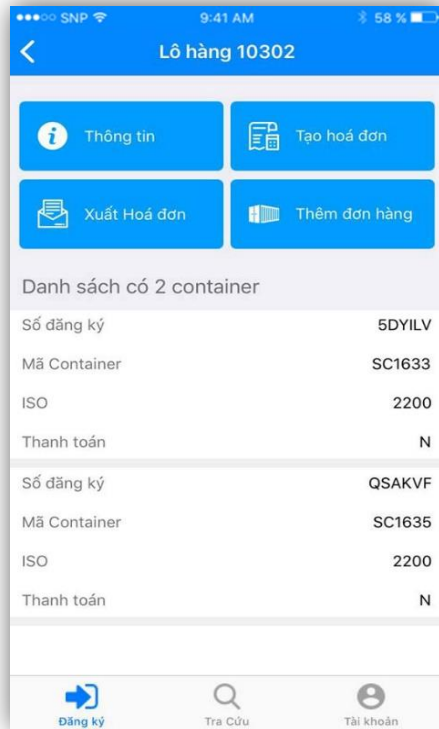 SNP 9:41 AM 58 %
Lô hàng 10302
Thông tin Tạo hoá đơn
Xuất Hoá đơn Thêm đơn hàng
Danh sách có 2 container
Số đăng ký 5DYILV
Mã Container SC1633
ISO 2200
Thanh toán N
Số đăng ký QSAKVF
Mã Container SC1635
ISO 2200
Thanh toán N
Đăng ký Tra Cứu Tài khoản